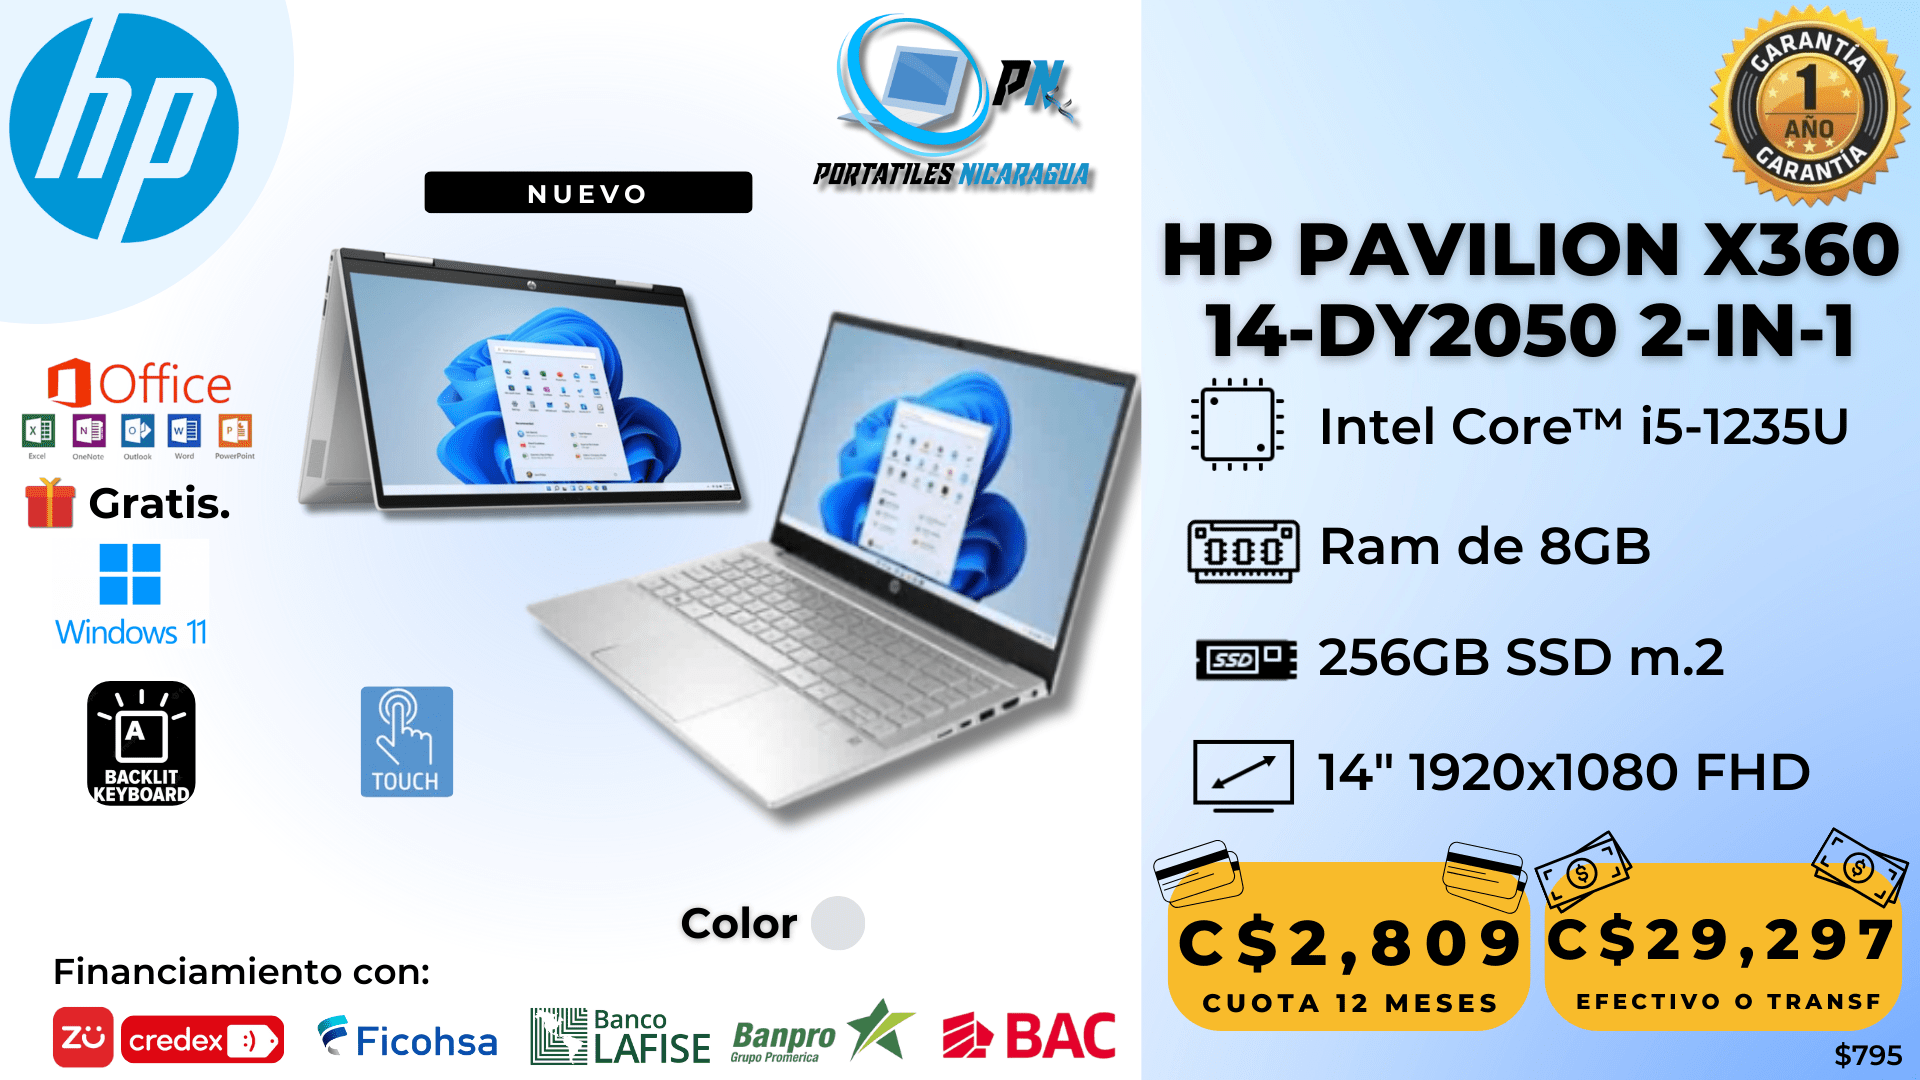 hp
PN
PORTATILES NICARAGUA
NUEVO
GARANTÍA
1
AÑO
GARANTÍA
HP PAVILION X360
14-DY2050 2-IN-1
Intel Core™ i5-1235U
Ram de 8GB
SSD
256GB SSD m.2
14" 1920x1080 FHD
Office
Excel
OneNote
Outlook
Word
PowerPoint
Gratis.
Windows 11
A
BACKLIT
KEYBOARD
TOUCH
Color
Financiamiento con:
zū
credex :)
Ficohsa
Banco
LAFISE
Banpro
Grupo Promerica
BAC
C$2,809
CUOTA 12 MESES
C$29,297
EFECTIVO O TRANSF
$795